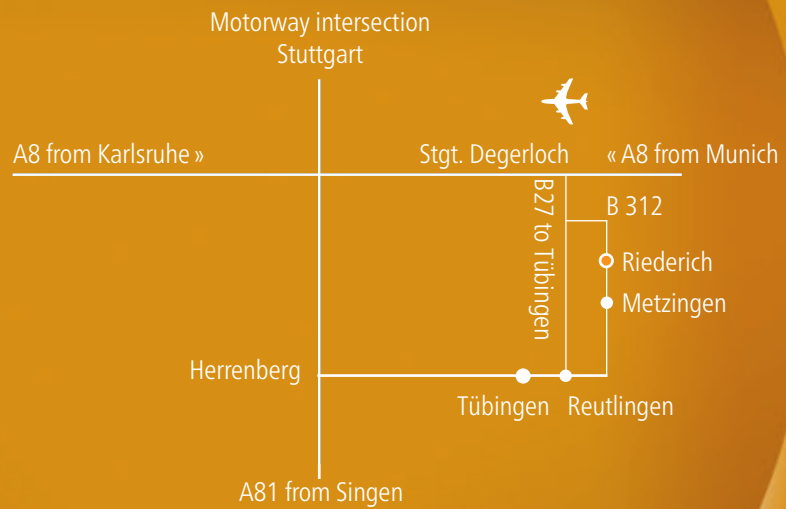 Motorway intersection
Stuttgart
A8 from Karlsruhe »
Stgt. Degerloch
« A8 from Munich
B27 to Tübingen
B 312
Riederich
Metzingen
Herrenberg
Tübingen
Reutlingen
A81 from Singen